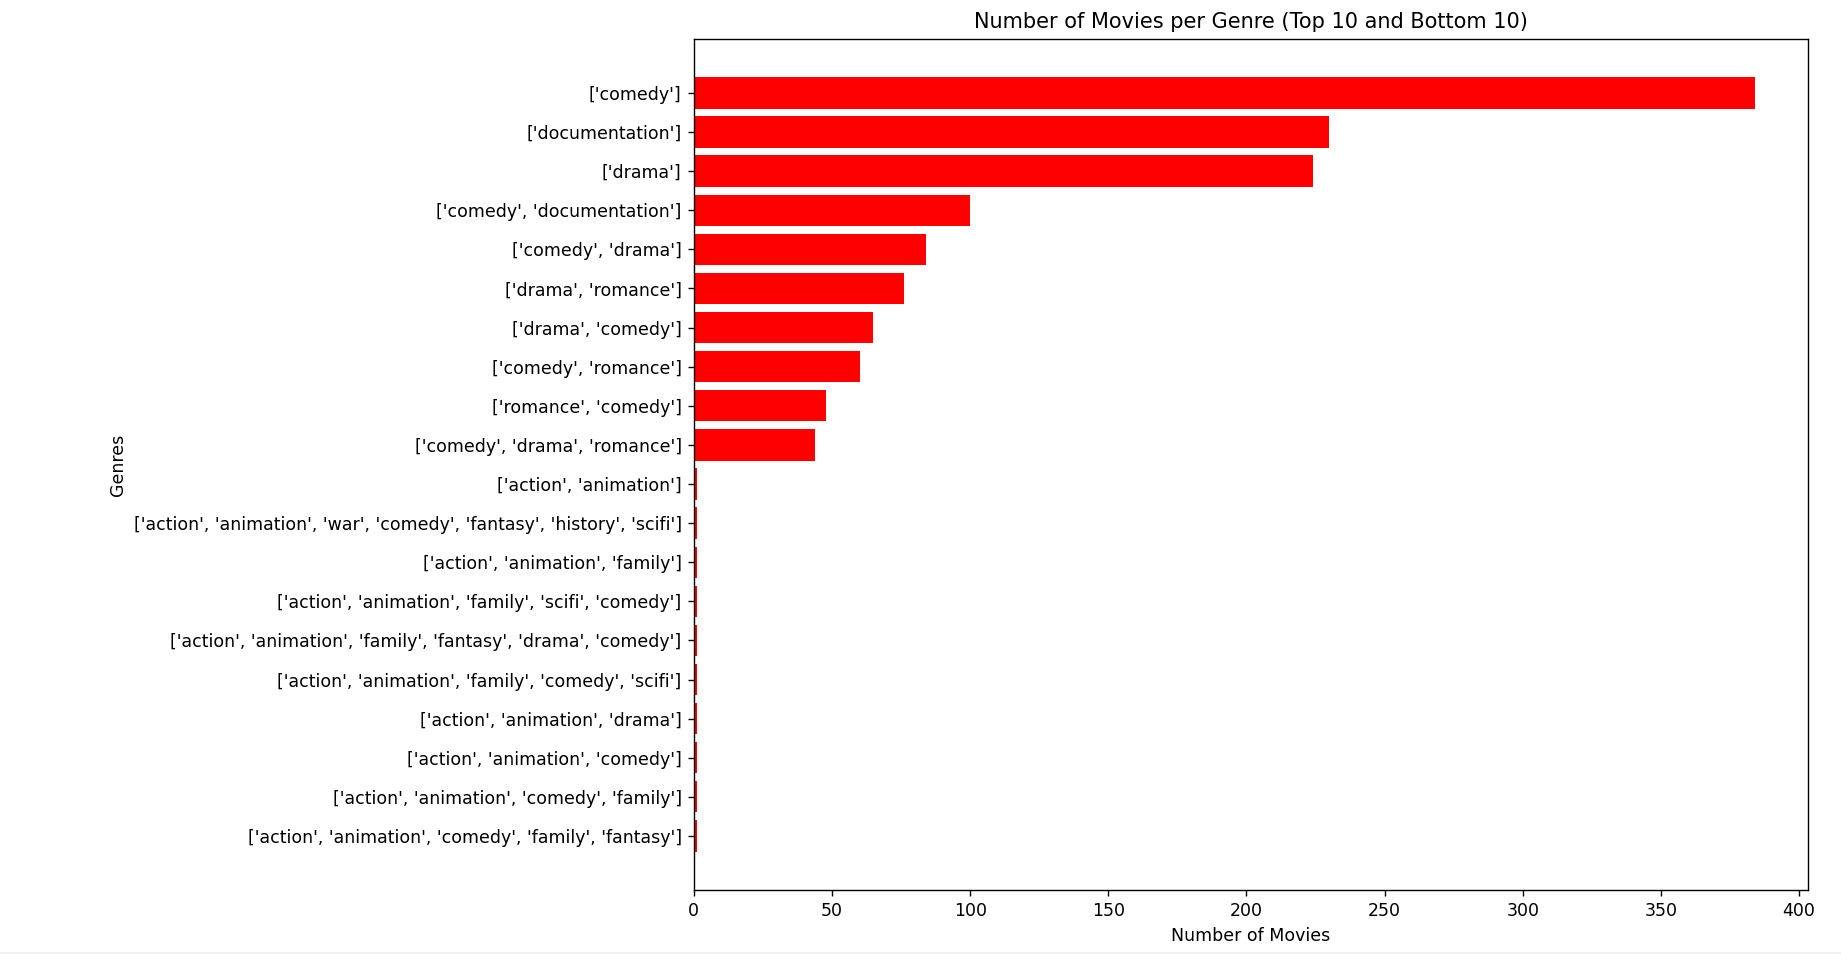 Number of Movies per Genre (Top 10 and Bottom 10)
['comedy']
['documentation']
['drama']
['comedy', 'documentation']
['comedy', 'drama']
['drama', 'romance']
['drama', 'comedy']
['comedy', 'romance']
['romance', 'comedy']
['comedy', 'drama', 'romance']
['action', 'animation']
['action', 'animation', 'war', 'comedy', 'fantasy', 'history', 'scifi']
['action', 'animation', 'family']
['action', 'animation', 'family', 'scifi', 'comedy']
['action', 'animation', 'family', 'fantasy', 'drama', 'comedy']
['action', 'animation', 'family', 'comedy', 'scifi']
['action', 'animation', 'drama']
['action', 'animation', 'comedy']
['action', 'animation', 'comedy', 'family']
['action', 'animation', 'comedy', 'family', 'fantasy']
Genres
0 50 100 150 200 250 300 350 400
Number of Movies